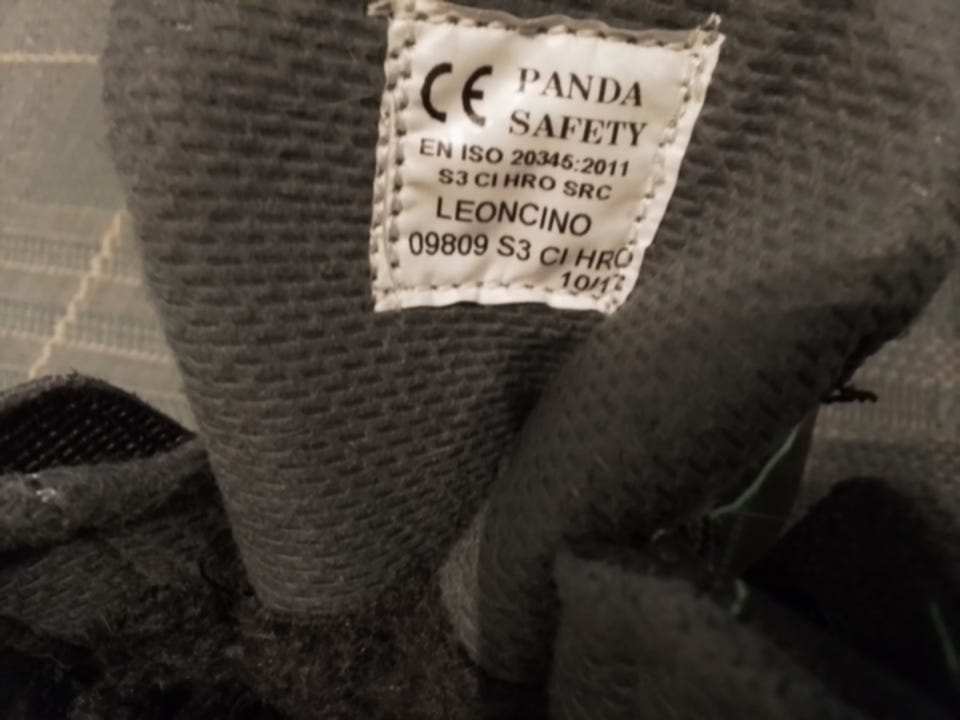 CE PANDA
SAFETY
EN ISO 20345:2011
S3 CI HRO SRC
LEONCINO
09809 S3 CI HRO